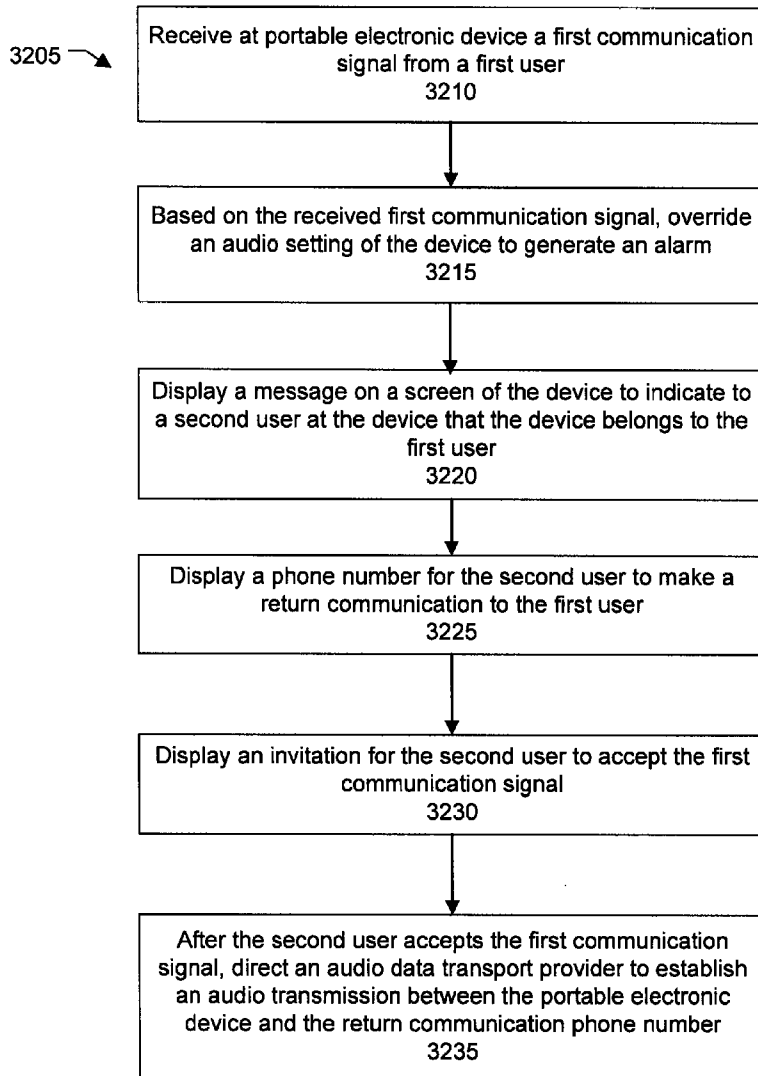 3205
Receive at portable electronic device a first communication
signal from a first user
3210
Based on the received first communication signal, override
an audio setting of the device to generate an alarm
3215
Display a message on a screen of the device to indicate to
a second user at the device that the device belongs to the
first user
3220
Display a phone number for the second user to make a
return communication to the first user
3225
Display an invitation for the second user to accept the first
communication signal
3230
After the second user accepts the first communication
signal, direct an audio data transport provider to establish
an audio transmission between the portable electronic
device and the return communication phone number
3235